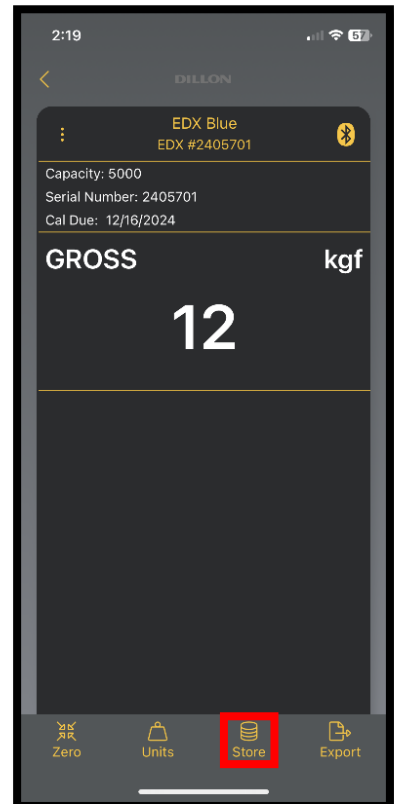 2:19
57
DILLON
EDX Blue
EDX #2405701
Capacity: 5000
Serial Number: 2405701
Cal Due: 12/16/2024
GROSS kgf
12
Zero Units Store Export